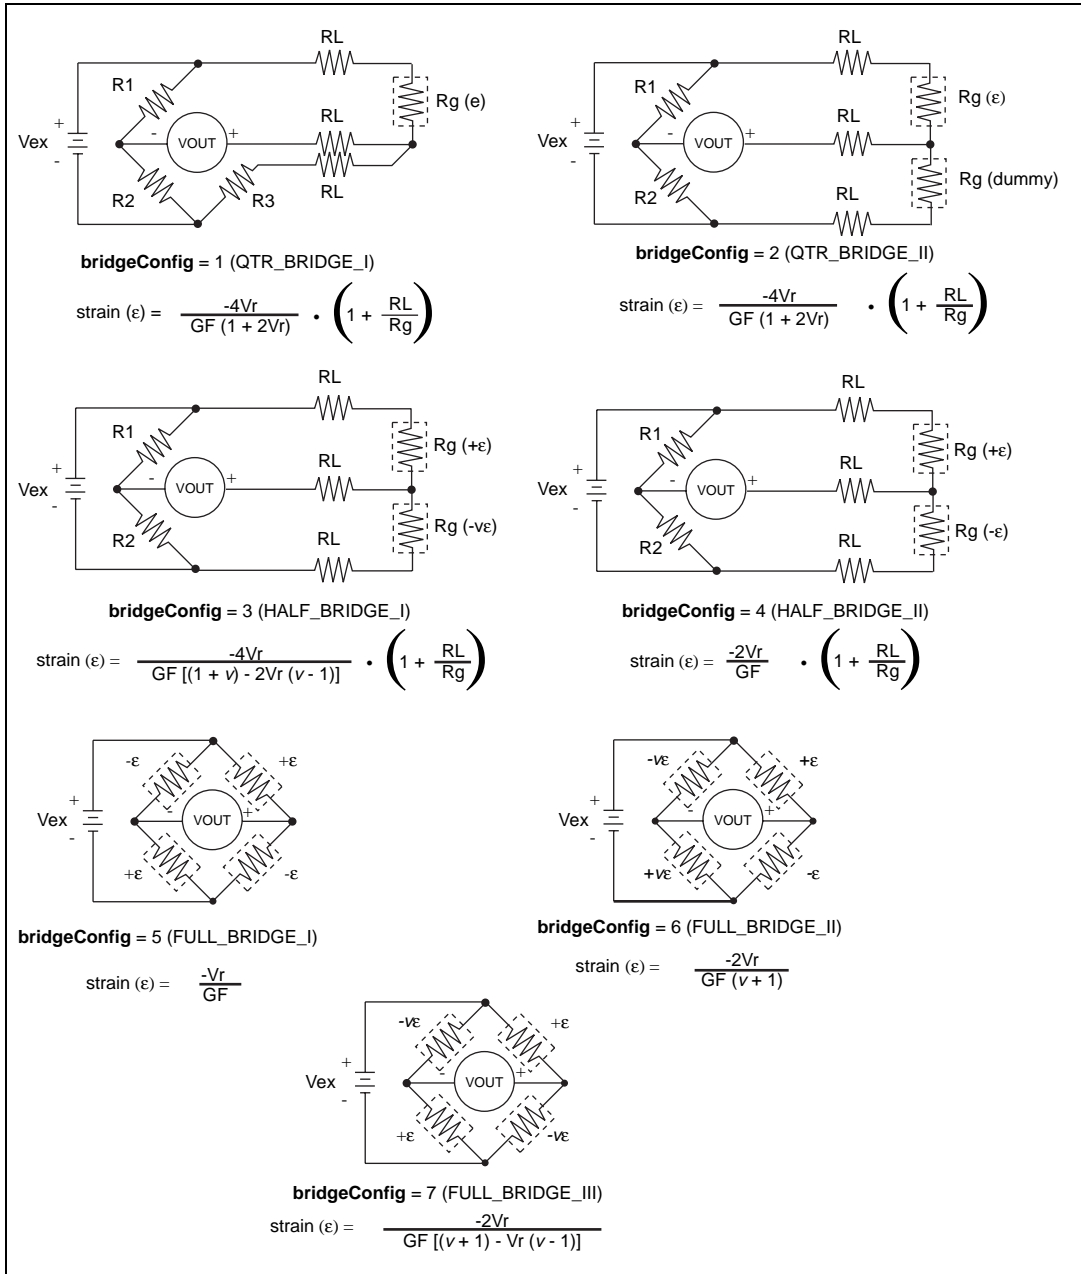 RL
R1
Rg (e)
+
Vex
-
-
VOUT
+
RL
RL
R2
R3
bridgeConfig = 1 (QTR_BRIDGE_I)
strain (ε) = -4Vr / GF (1 + 2Vr) • (1 + RL / Rg)
RL
R1
Rg (ε)
+
Vex
-
-
VOUT
+
RL
R2
Rg (dummy)
RL
bridgeConfig = 2 (QTR_BRIDGE_II)
strain (ε) = -4Vr / GF (1 + 2Vr) • (1 + RL / Rg)
RL
R1
Rg (+ε)
+
Vex
-
-
VOUT
+
RL
R2
Rg (-νε)
RL
bridgeConfig = 3 (HALF_BRIDGE_I)
strain (ε) = -4Vr / GF [(1 + ν) - 2Vr (ν - 1)] • (1 + RL / Rg)
RL
R1
Rg (+ε)
+
Vex
-
-
VOUT
+
RL
R2
Rg (-ε)
RL
bridgeConfig = 4 (HALF_BRIDGE_II)
strain (ε) = -2Vr / GF • (1 + RL / Rg)
-ε
+ε
+
Vex
-
-
VOUT
+
+ε
-ε
bridgeConfig = 5 (FULL_BRIDGE_I)
strain (ε) = -Vr / GF
-νε
+ε
+
Vex
-
-
VOUT
+
+νε
-ε
bridgeConfig = 6 (FULL_BRIDGE_II)
strain (ε) = -2Vr / GF (ν + 1)
-νε
+ε
+
Vex
-
-
VOUT
+
+ε
-νε
bridgeConfig = 7 (FULL_BRIDGE_III)
strain (ε) = -2Vr / GF [(ν + 1) - Vr (ν - 1)]